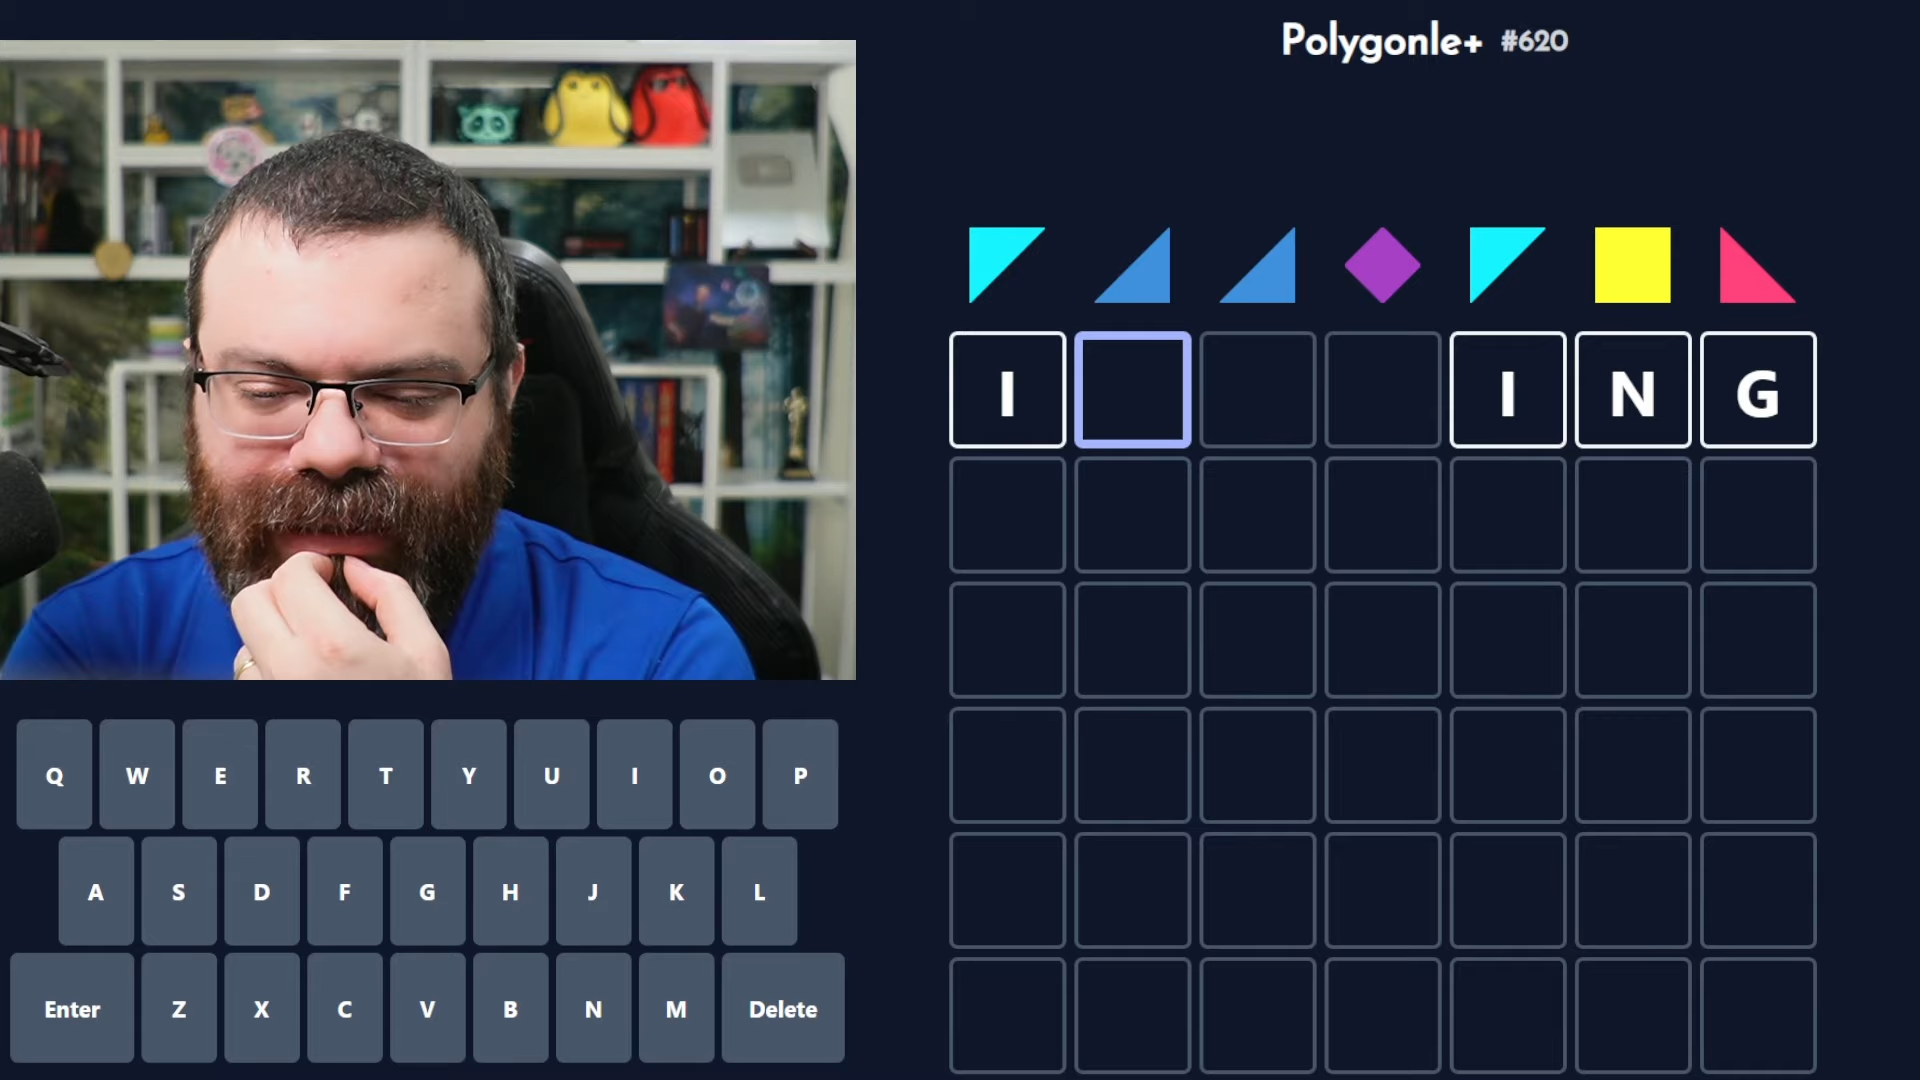 Polygonle+ #620
I I N G
Q W E R T Y U I O P
A S D F G H J K L
Enter Z X C V B N M Delete